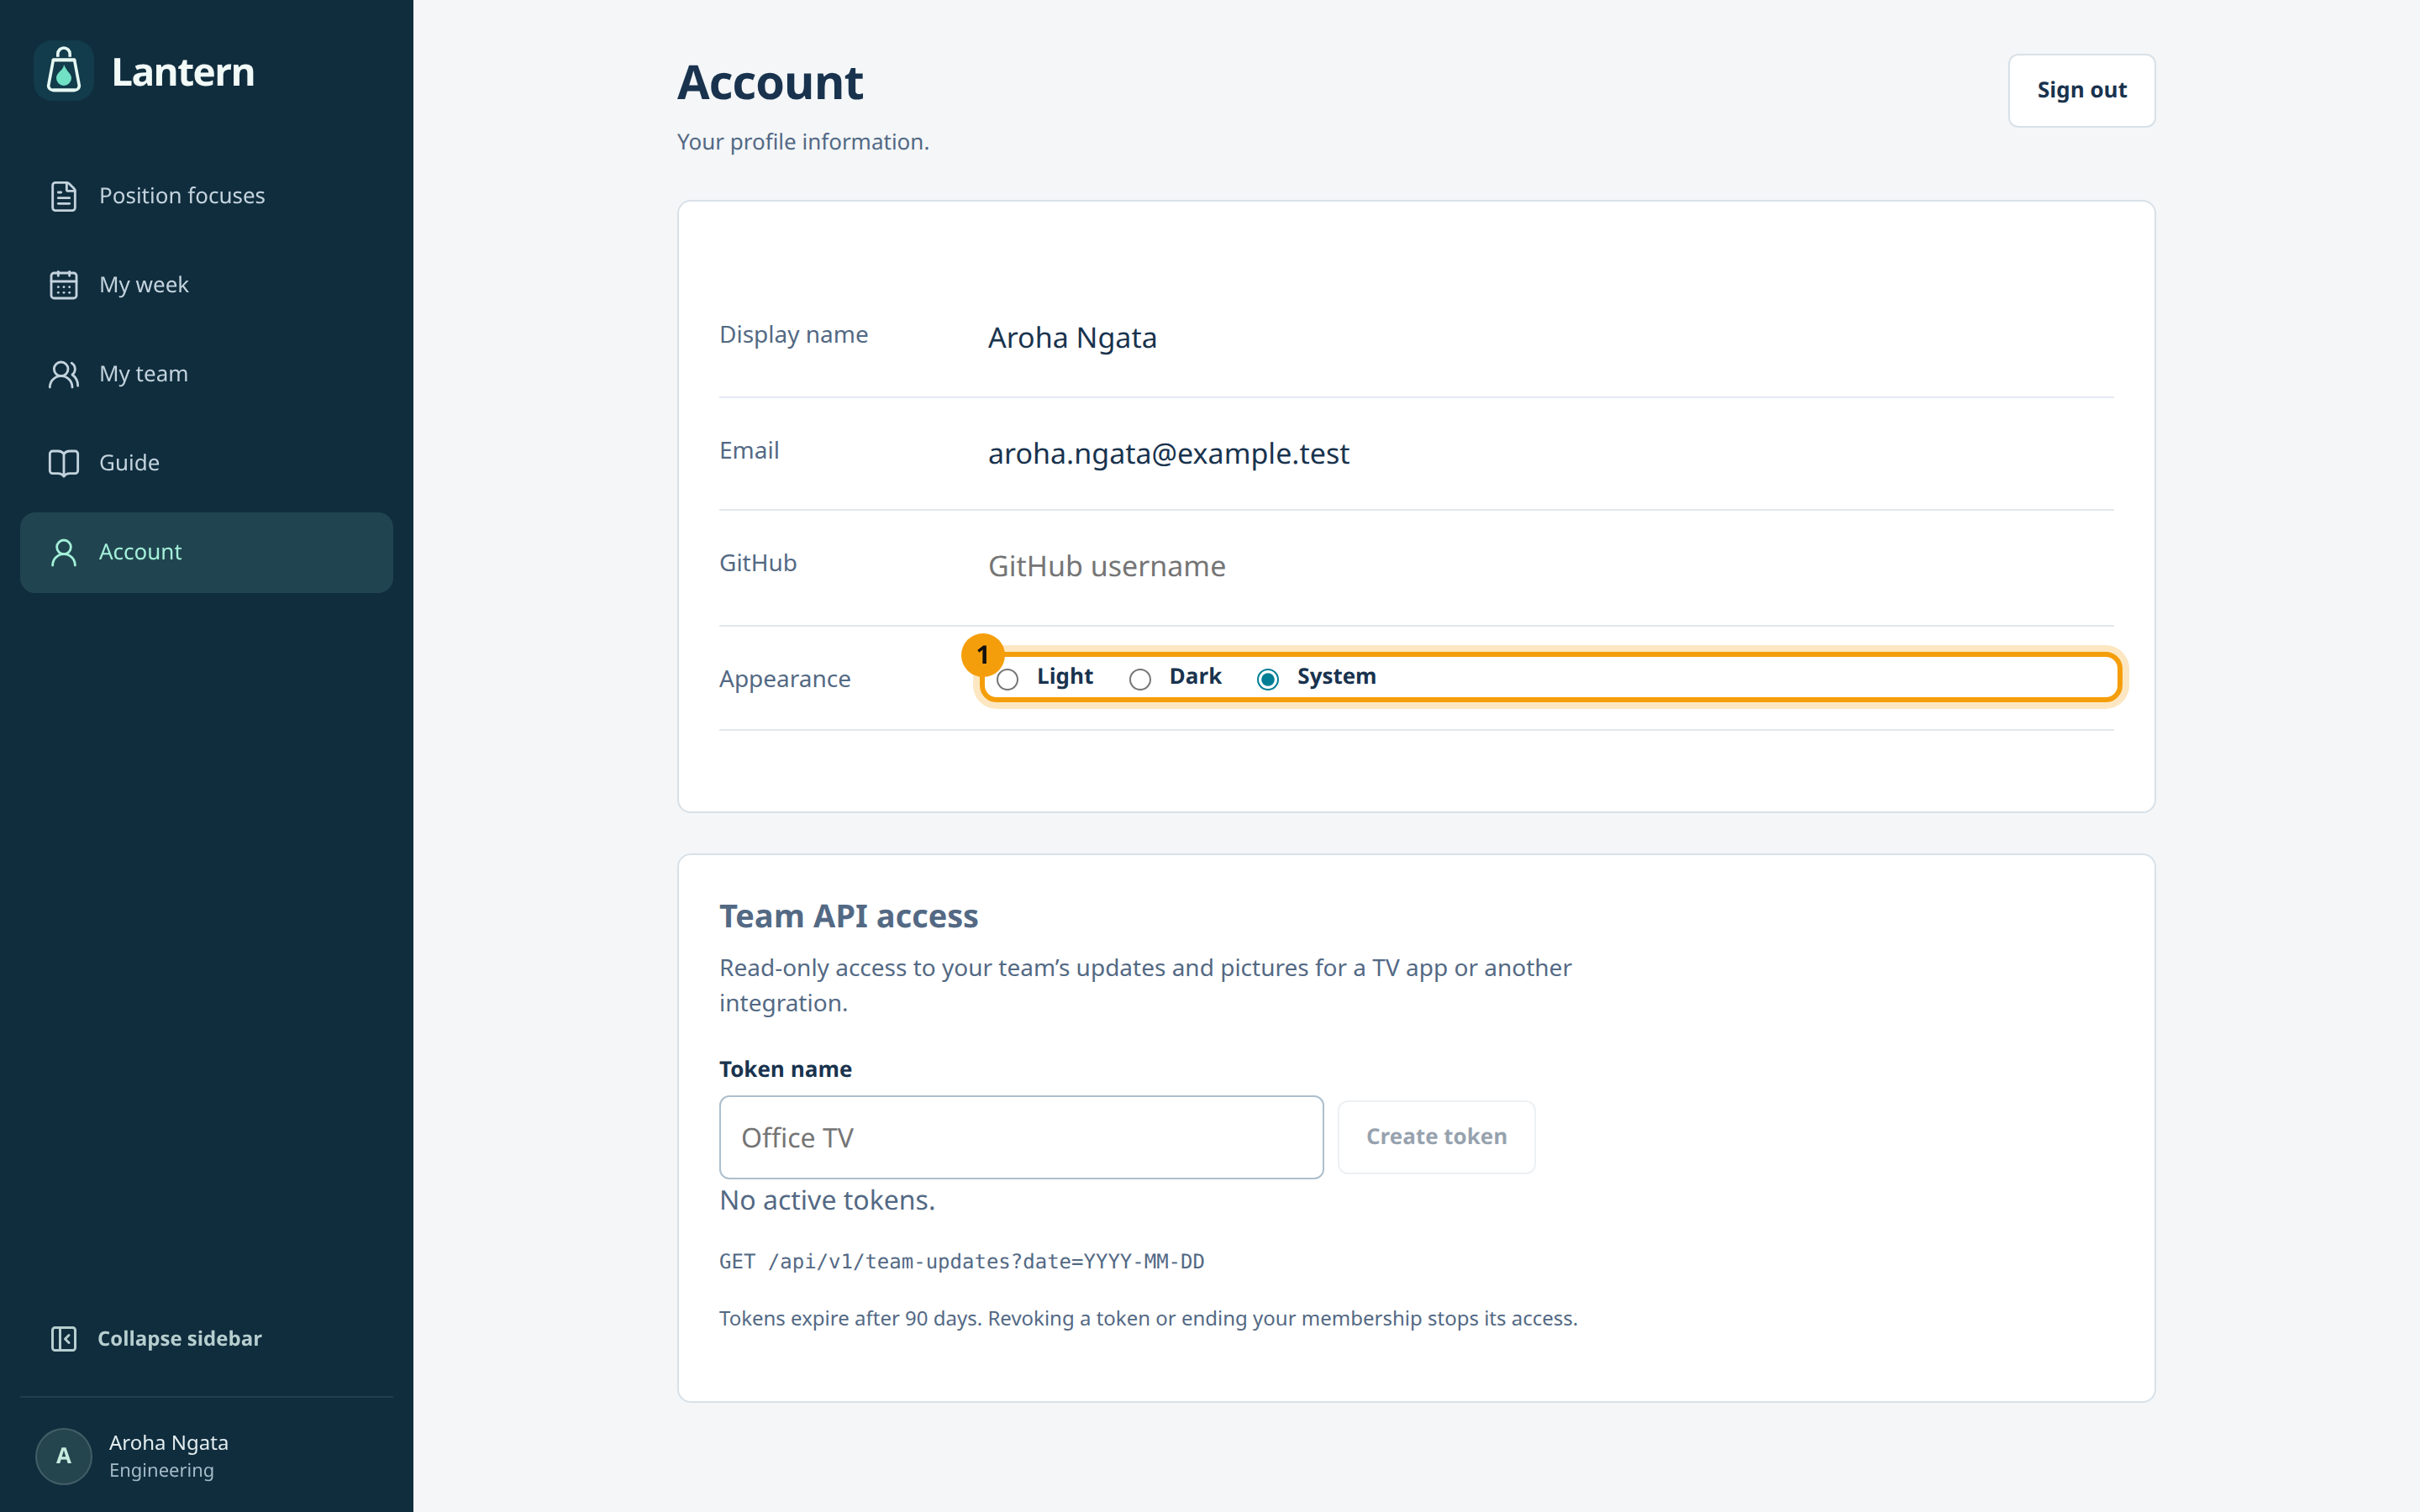 Lantern
Position focuses
My week
My team
Guide
Account
Collapse sidebar
A
Aroha Ngata
Engineering
Account
Your profile information.
Sign out
Display name
Aroha Ngata
Email
aroha.ngata@example.test
GitHub
GitHub username
1
Appearance
Light
Dark
System
Team API access
Read-only access to your team’s updates and pictures for a TV app or another
integration.
Token name
Office TV
Create token
No active tokens.
GET /api/v1/team-updates?date=YYYY-MM-DD
Tokens expire after 90 days. Revoking a token or ending your membership stops its access.